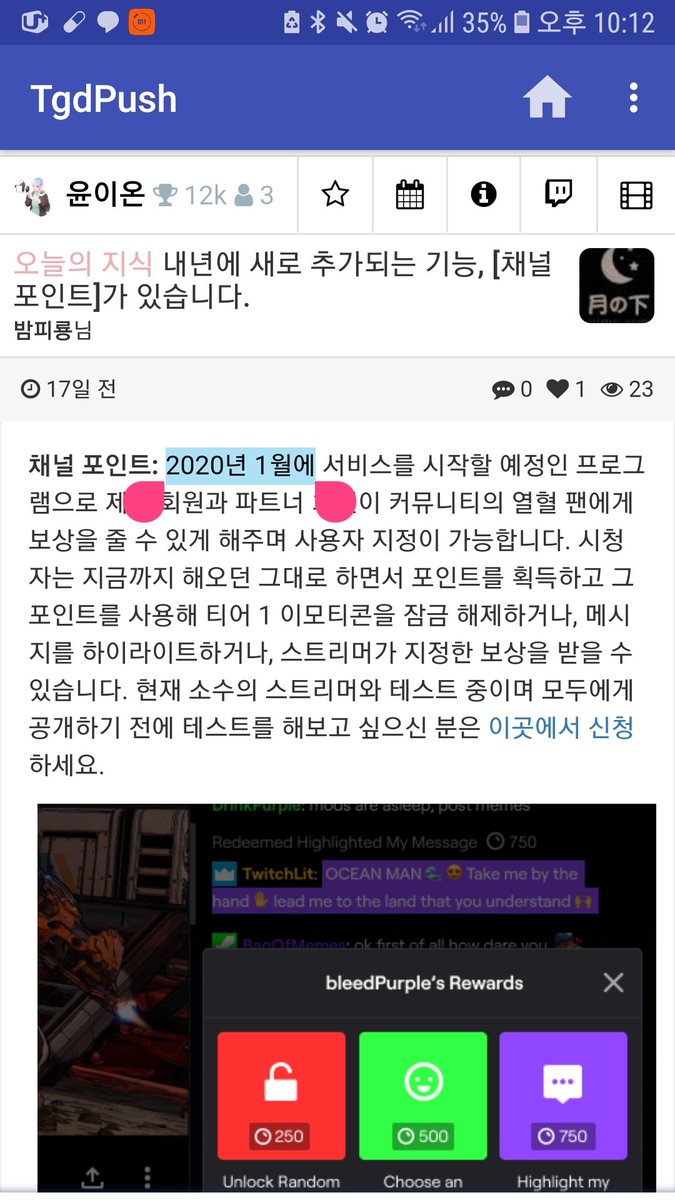 35% 오후 10:12
TgdPush
윤이온 12k 3
오늘의 지식 내년에 새로 추가되는 기능, [채널
포인트]가 있습니다.
밤피룡님
月の下
17일 전 0 1 23
채널 포인트: 2020년 1월에 서비스를 시작할 예정인 프로그
램으로 제 회원과 파트너 이 커뮤니티의 열혈 팬에게
보상을 줄 수 있게 해주며 사용자 지정이 가능합니다. 시청
자는 지금까지 해오던 그대로 하면서 포인트를 획득하고 그
포인트를 사용해 티어 1 이모티콘을 잠금 해제하거나, 메시
지를 하이라이트하거나, 스트리머가 지정한 보상을 받을 수
있습니다. 현재 소수의 스트리머와 테스트 중이며 모두에게
공개하기 전에 테스트를 해보고 싶으신 분은 이곳에서 신청
하세요.
DrinkPurple: mods are asleep, post memes
Redeemed Highlighted My Message 750
TwitchLit: OCEAN MAN Take me by the
hand lead me to the land that you understand
BagOfMemes: ok first of all how dare you
bleedPurple's Rewards
250 500 750
Unlock Random Choose an Highlight my